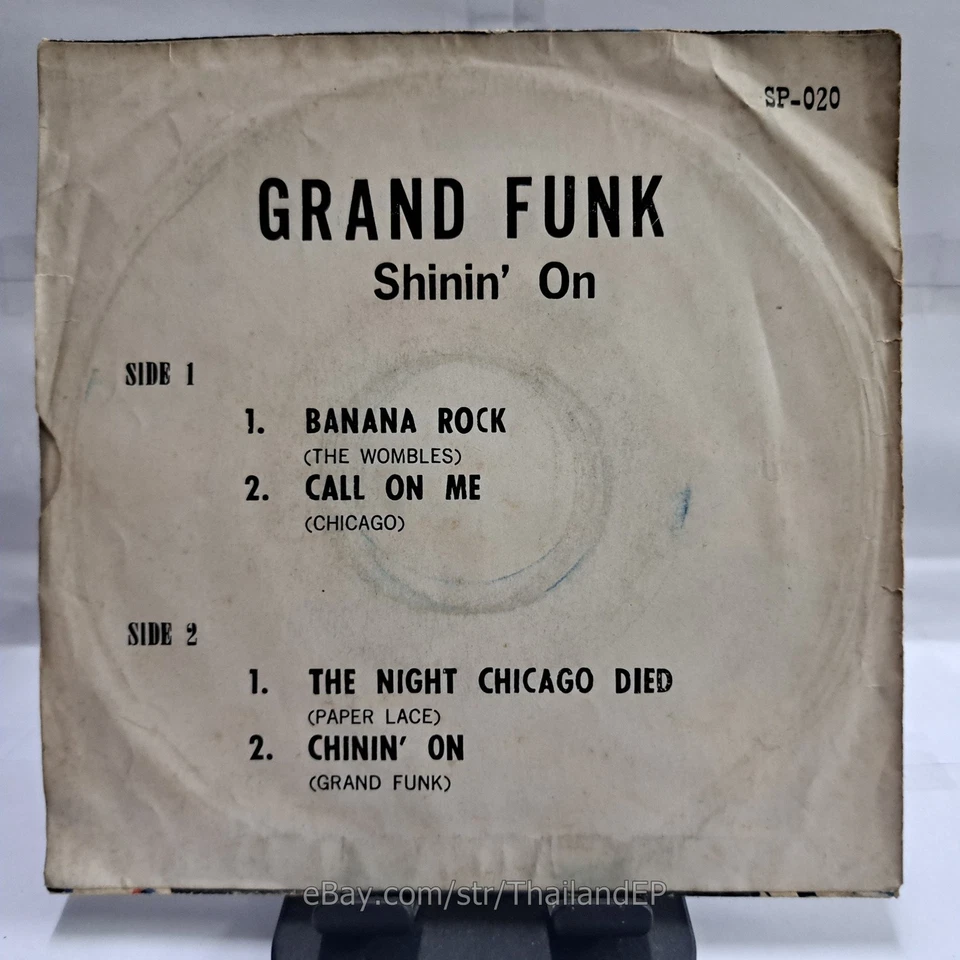 SP-020
GRAND FUNK
Shinin' On
SIDE 1
1. BANANA ROCK
(THE WOMBLES)
2. CALL ON ME
(CHICAGO)
SIDE 2
1. THE NIGHT CHICAGO DIED
(PAPER LACE)
2. CHININ' ON
(GRAND FUNK)
eBay.com/str/ThailandEP